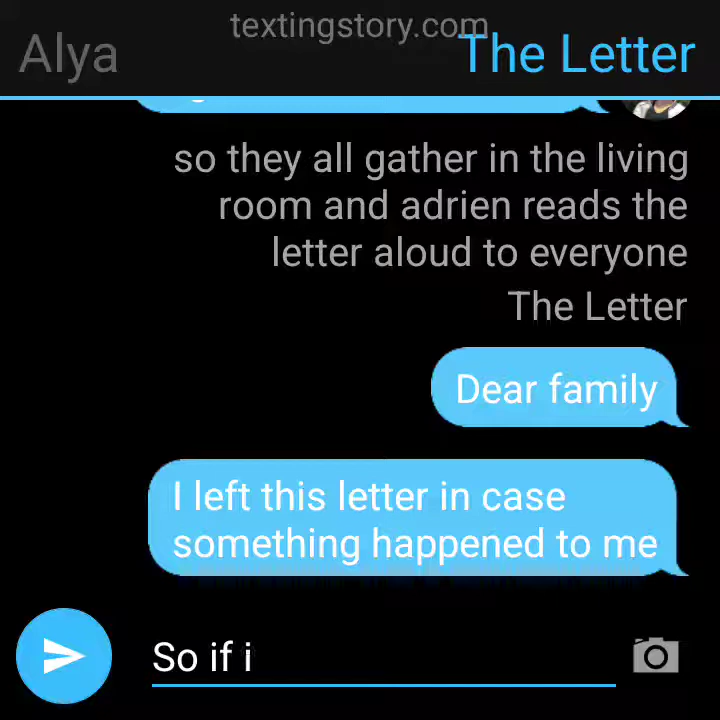 textingstory.com
Alya
The Letter
so they all gather in the living
room and adrien reads the
letter aloud to everyone
The Letter
Dear family
I left this letter in case
something happened to me
So if i